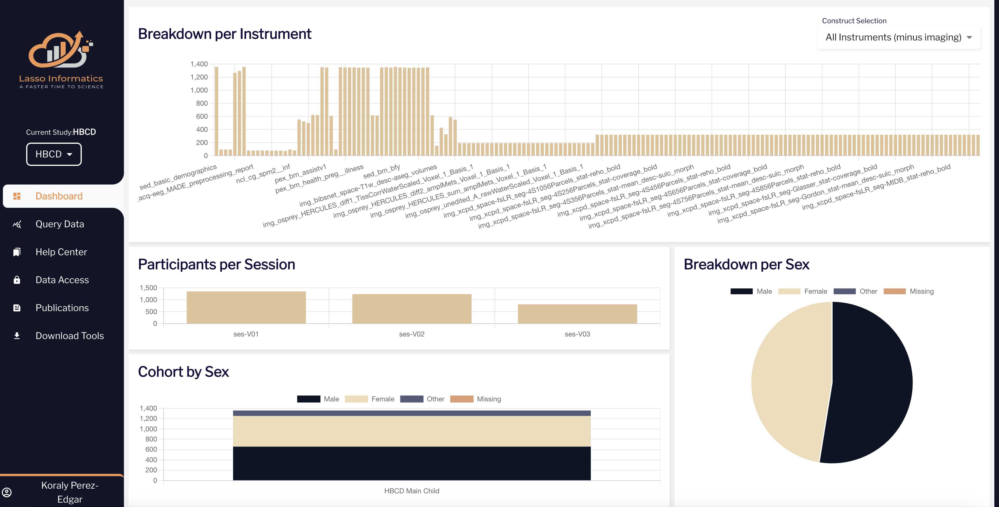 Lasso Informatics
A FASTER TIME TO SCIENCE
Current Study:HBCD
HBCD
Dashboard
Query Data
Help Center
Data Access
Publications
Download Tools
Koraly Perez-
Edgar
Breakdown per Instrument
Construct Selection
All Instruments (minus imaging)
1,400
1,200
1,000
800
600
400
200
0
sed_basic_demographics
_acq-eeg_MADE_preprocessing_report
ncl_cg_spm2__inf
pex_bm_assistv1
pex_bm_health_preg__illness
sed_bm_bfy
img_bibsnet_space-T1w_desc-aseg_volumes
img_osprey_HERCULES_diff1_TissCorrWaterScaled_Voxel_1_Basis_1
img_osprey_HERCULES_diff2_amplMets_Voxel_1_Basis_1
img_osprey_HERCULES_sum_amplMets_Voxel_1_Basis_1
img_osprey_unedited_A_rawWaterScaled_Voxel_1_Basis_1
img_xcpd_space-fsLR_seg-4S1056Parcels_stat-reho_bold
img_xcpd_space-fsLR_seg-4S256Parcels_stat-coverage_bold
img_xcpd_space-fsLR_seg-4S356Parcels_stat-mean_desc-sulc_morph
img_xcpd_space-fsLR_seg-4S456Parcels_stat-reho_bold
img_xcpd_space-fsLR_seg-4S656Parcels_stat-coverage_bold
img_xcpd_space-fsLR_seg-4S756Parcels_stat-mean_desc-sulc_morph
img_xcpd_space-fsLR_seg-4S856Parcels_stat-reho_bold
img_xcpd_space-fsLR_seg-Glasser_stat-coverage_bold
img_xcpd_space-fsLR_seg-Gordon_stat-mean_desc-sulc_morph
img_xcpd_space-fsLR_seg-MIDB_stat-reho_bold
Participants per Session
1,500
1,000
500
0
ses-V01 ses-V02 ses-V03
Cohort by Sex
Male Female Other Missing
1,400
1,200
1,000
800
600
400
200
0
HBCD Main Child
Breakdown per Sex
Male Female Other Missing